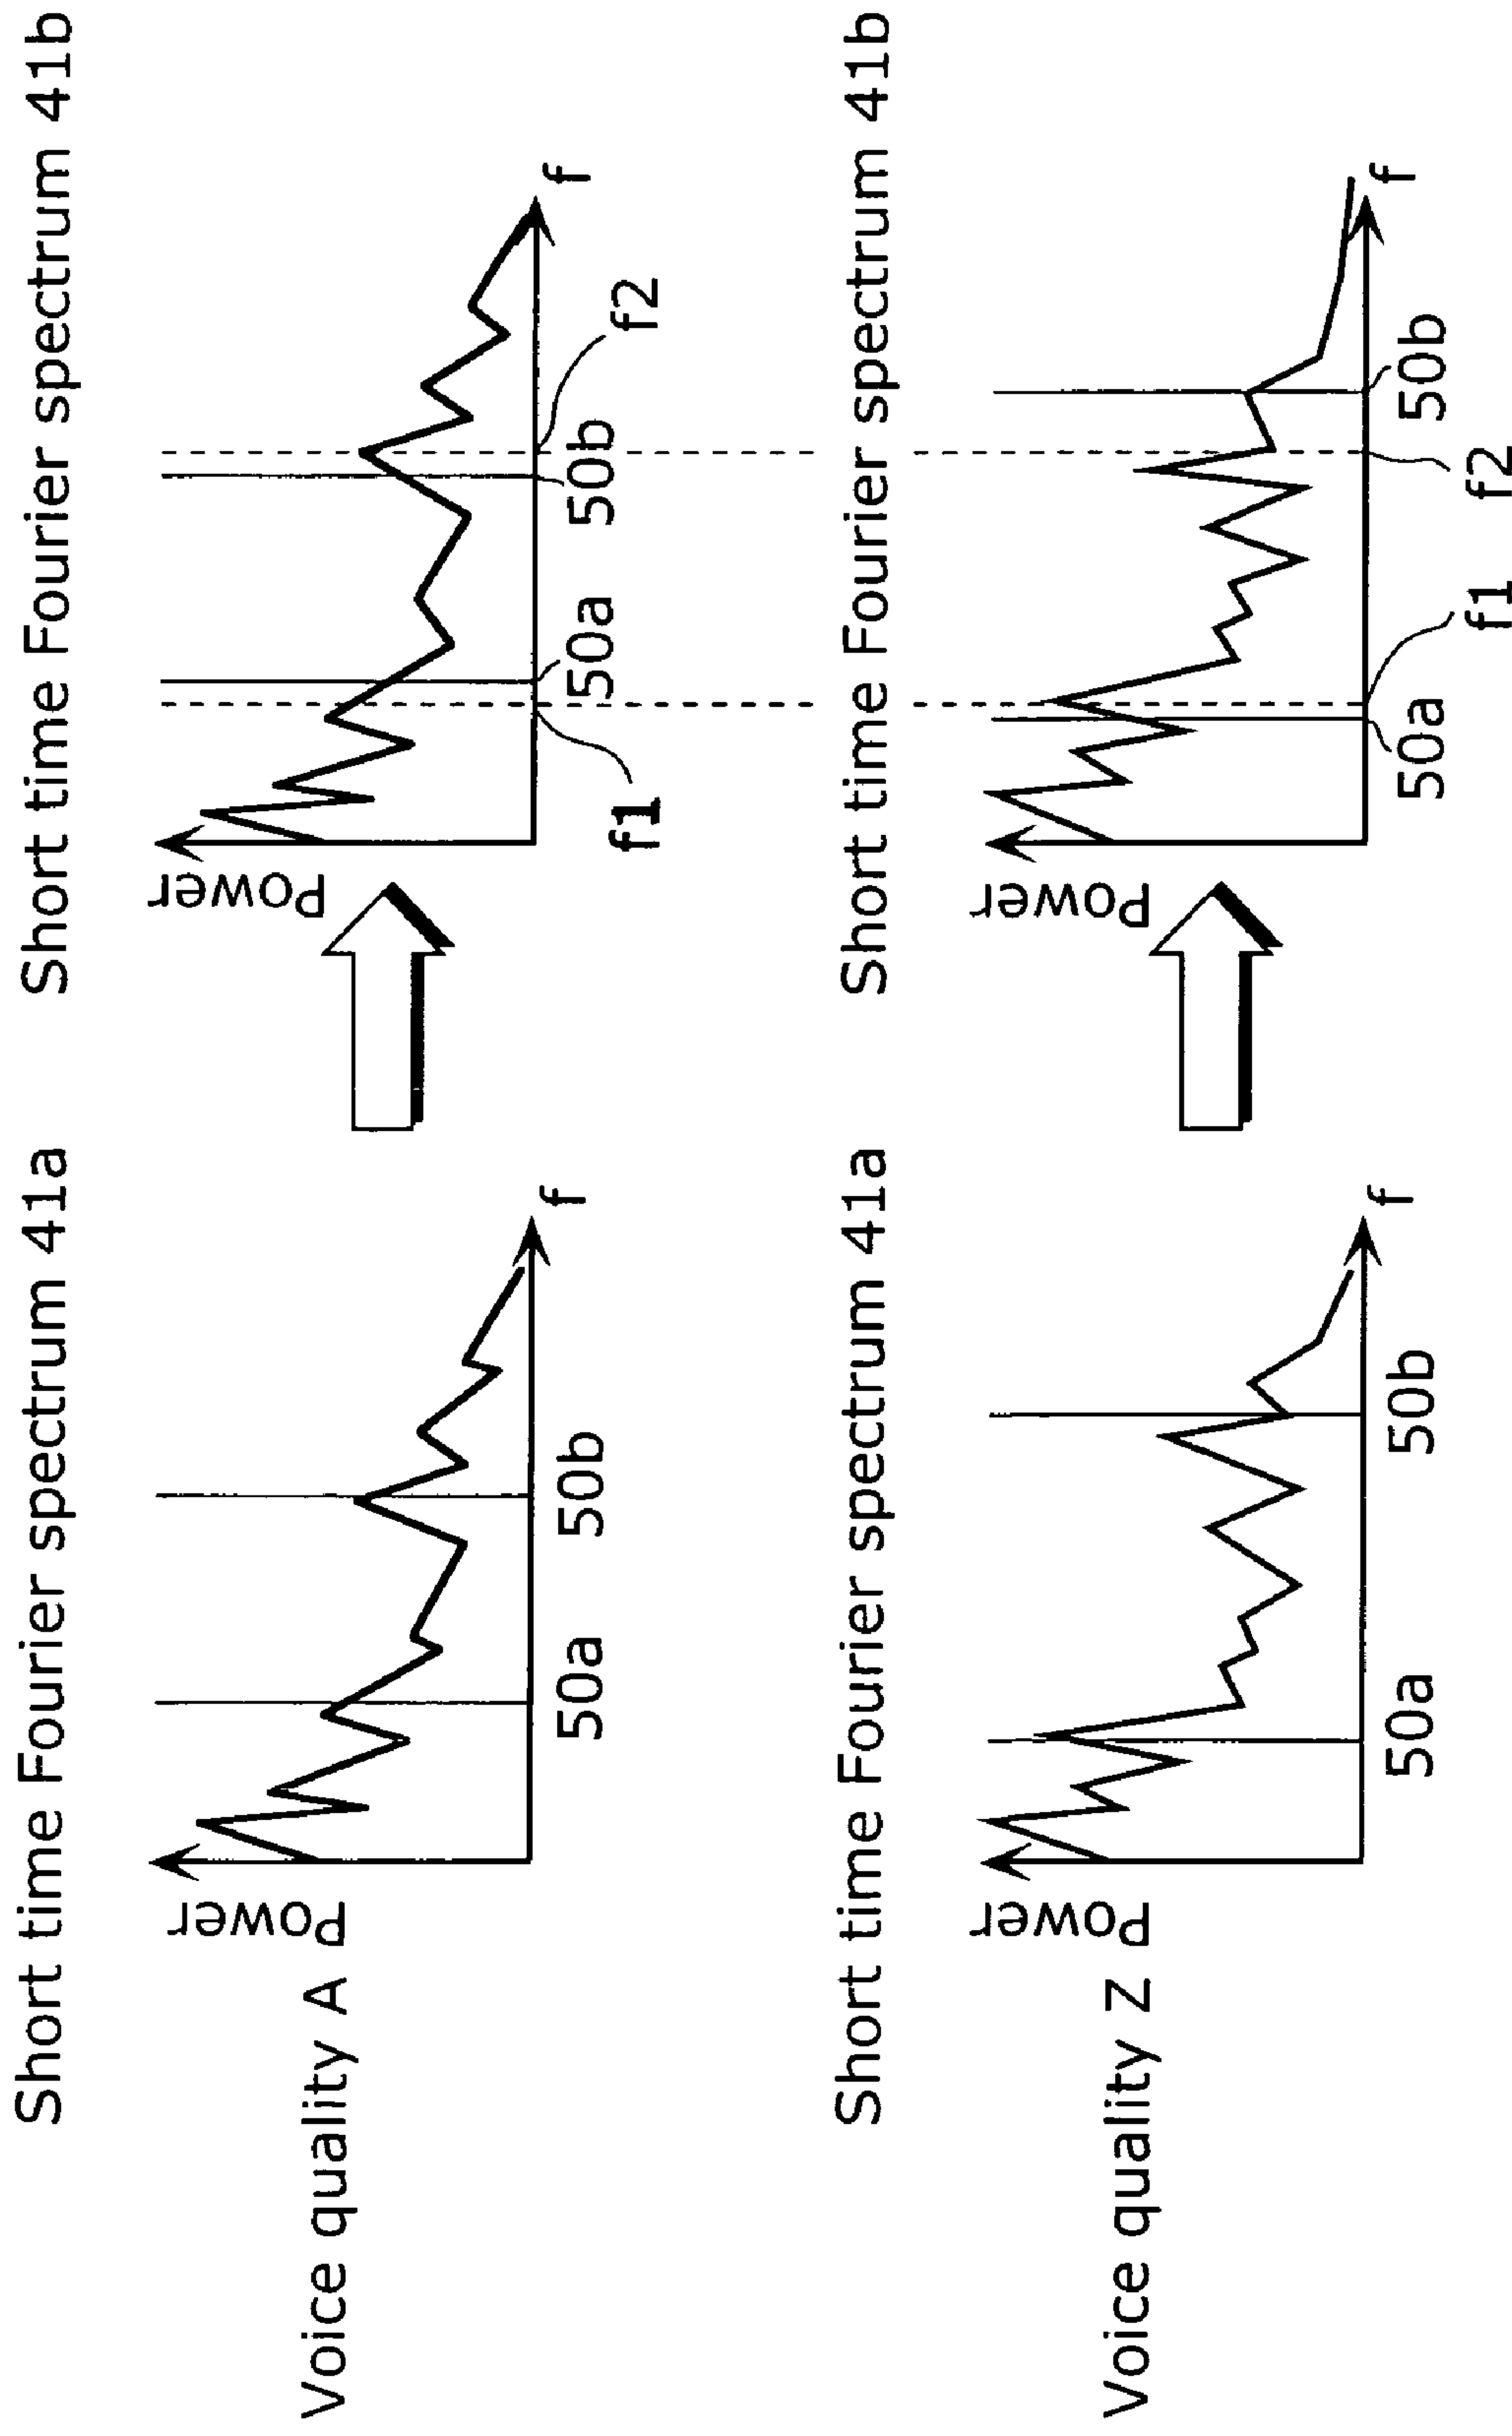 Short time Fourier spectrum 41a
Short time Fourier spectrum 41b
Voice quality A
Power
50a
50b
f
Power
f1
50a
50b
f2
f
Short time Fourier spectrum 41a
Short time Fourier spectrum 41b
Voice quality Z
Power
50a
50b
f
Power
50a
f1
f2
50b
f